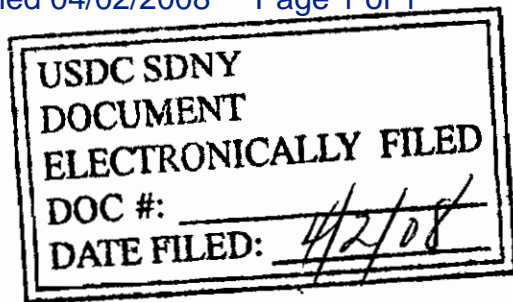 led 04/02/2008 Page 1 of 1
USDC SDNY
DOCUMENT
ELECTRONICALLY FILED
DOC #:
DATE FILED: 4/2/08